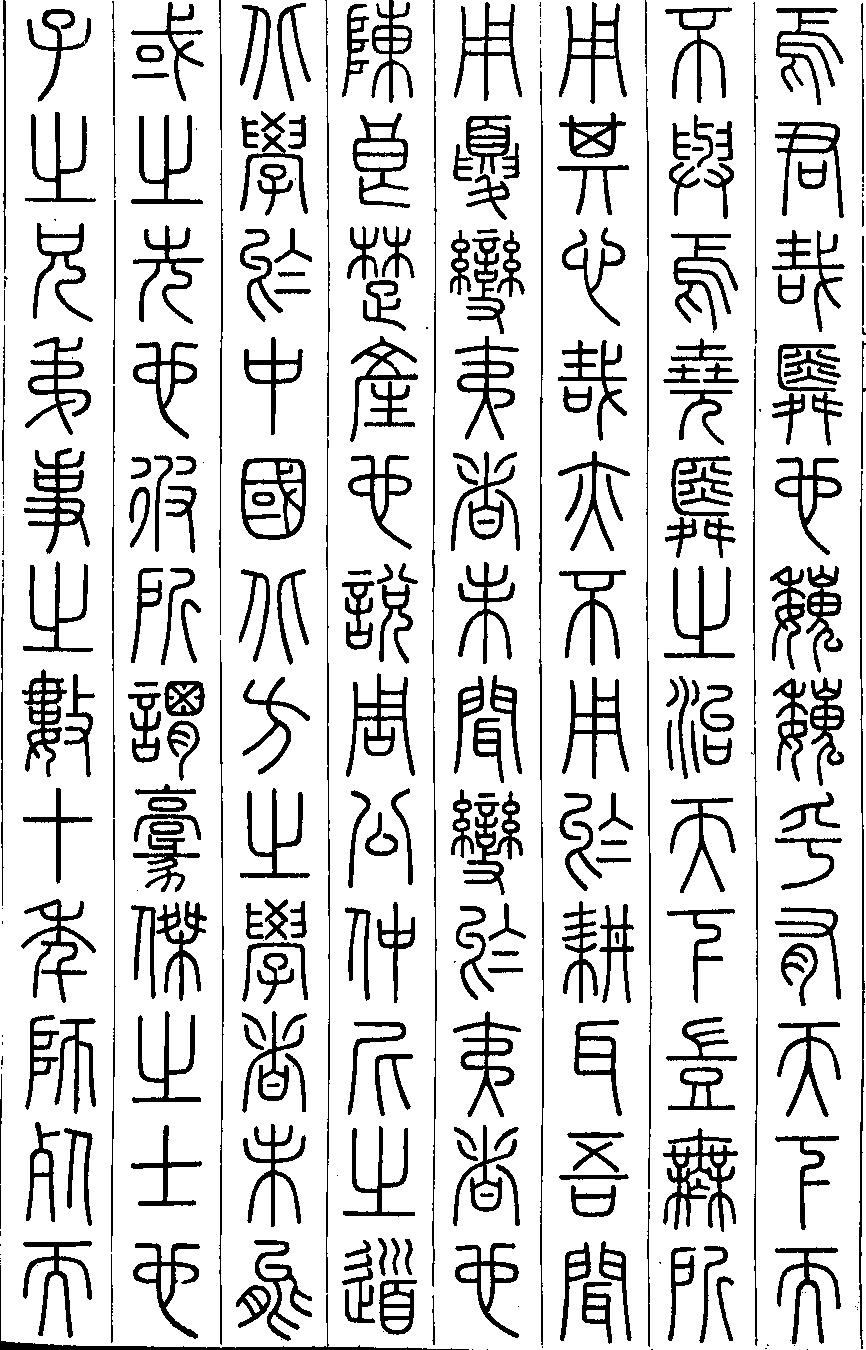 焉君哉舜也巍巍乎有天下而
不與焉堯舜之治天下豈無所
用其心哉亦不用於耕耳吾聞
用夏變夷者未聞變於夷者也
陳良楚產也說周公仲尼之道
北學於中國北方之學者未能
或之先也彼所謂豪傑之士也
子之兄弟事之數十年師死而